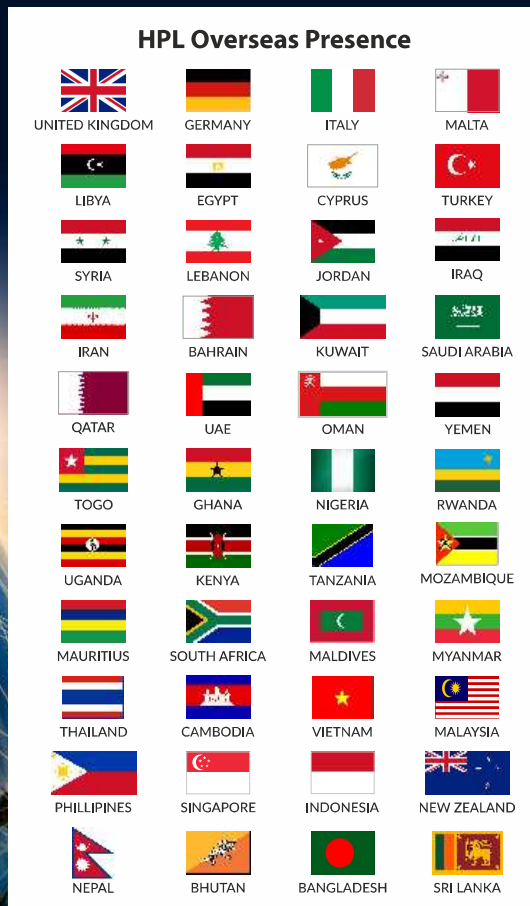 HPL Overseas Presence
UNITED KINGDOM GERMANY ITALY MALTA
LIBYA EGYPT CYPRUS TURKEY
SYRIA LEBANON JORDAN IRAQ
IRAN BAHRAIN KUWAIT SAUDI ARABIA
QATAR UAE OMAN YEMEN
TOGO GHANA NIGERIA RWANDA
UGANDA KENYA TANZANIA MOZAMBIQUE
MAURITIUS SOUTH AFRICA MALDIVES MYANMAR
THAILAND CAMBODIA VIETNAM MALAYSIA
PHILLIPINES SINGAPORE INDONESIA NEW ZEALAND
NEPAL BHUTAN BANGLADESH SRI LANKA